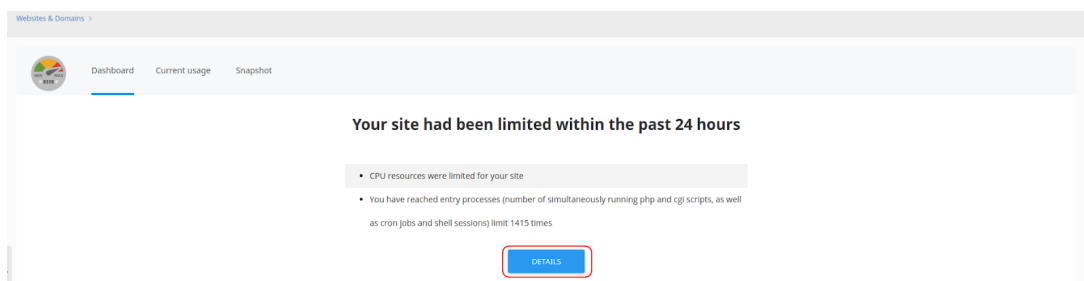 Websites & Domains >
Dashboard Current usage Snapshot
Your site had been limited within the past 24 hours
• CPU resources were limited for your site
• You have reached entry processes (number of simultaneously running php and cgi scripts, as well
as cron jobs and shell sessions) limit 1415 times
DETAILS